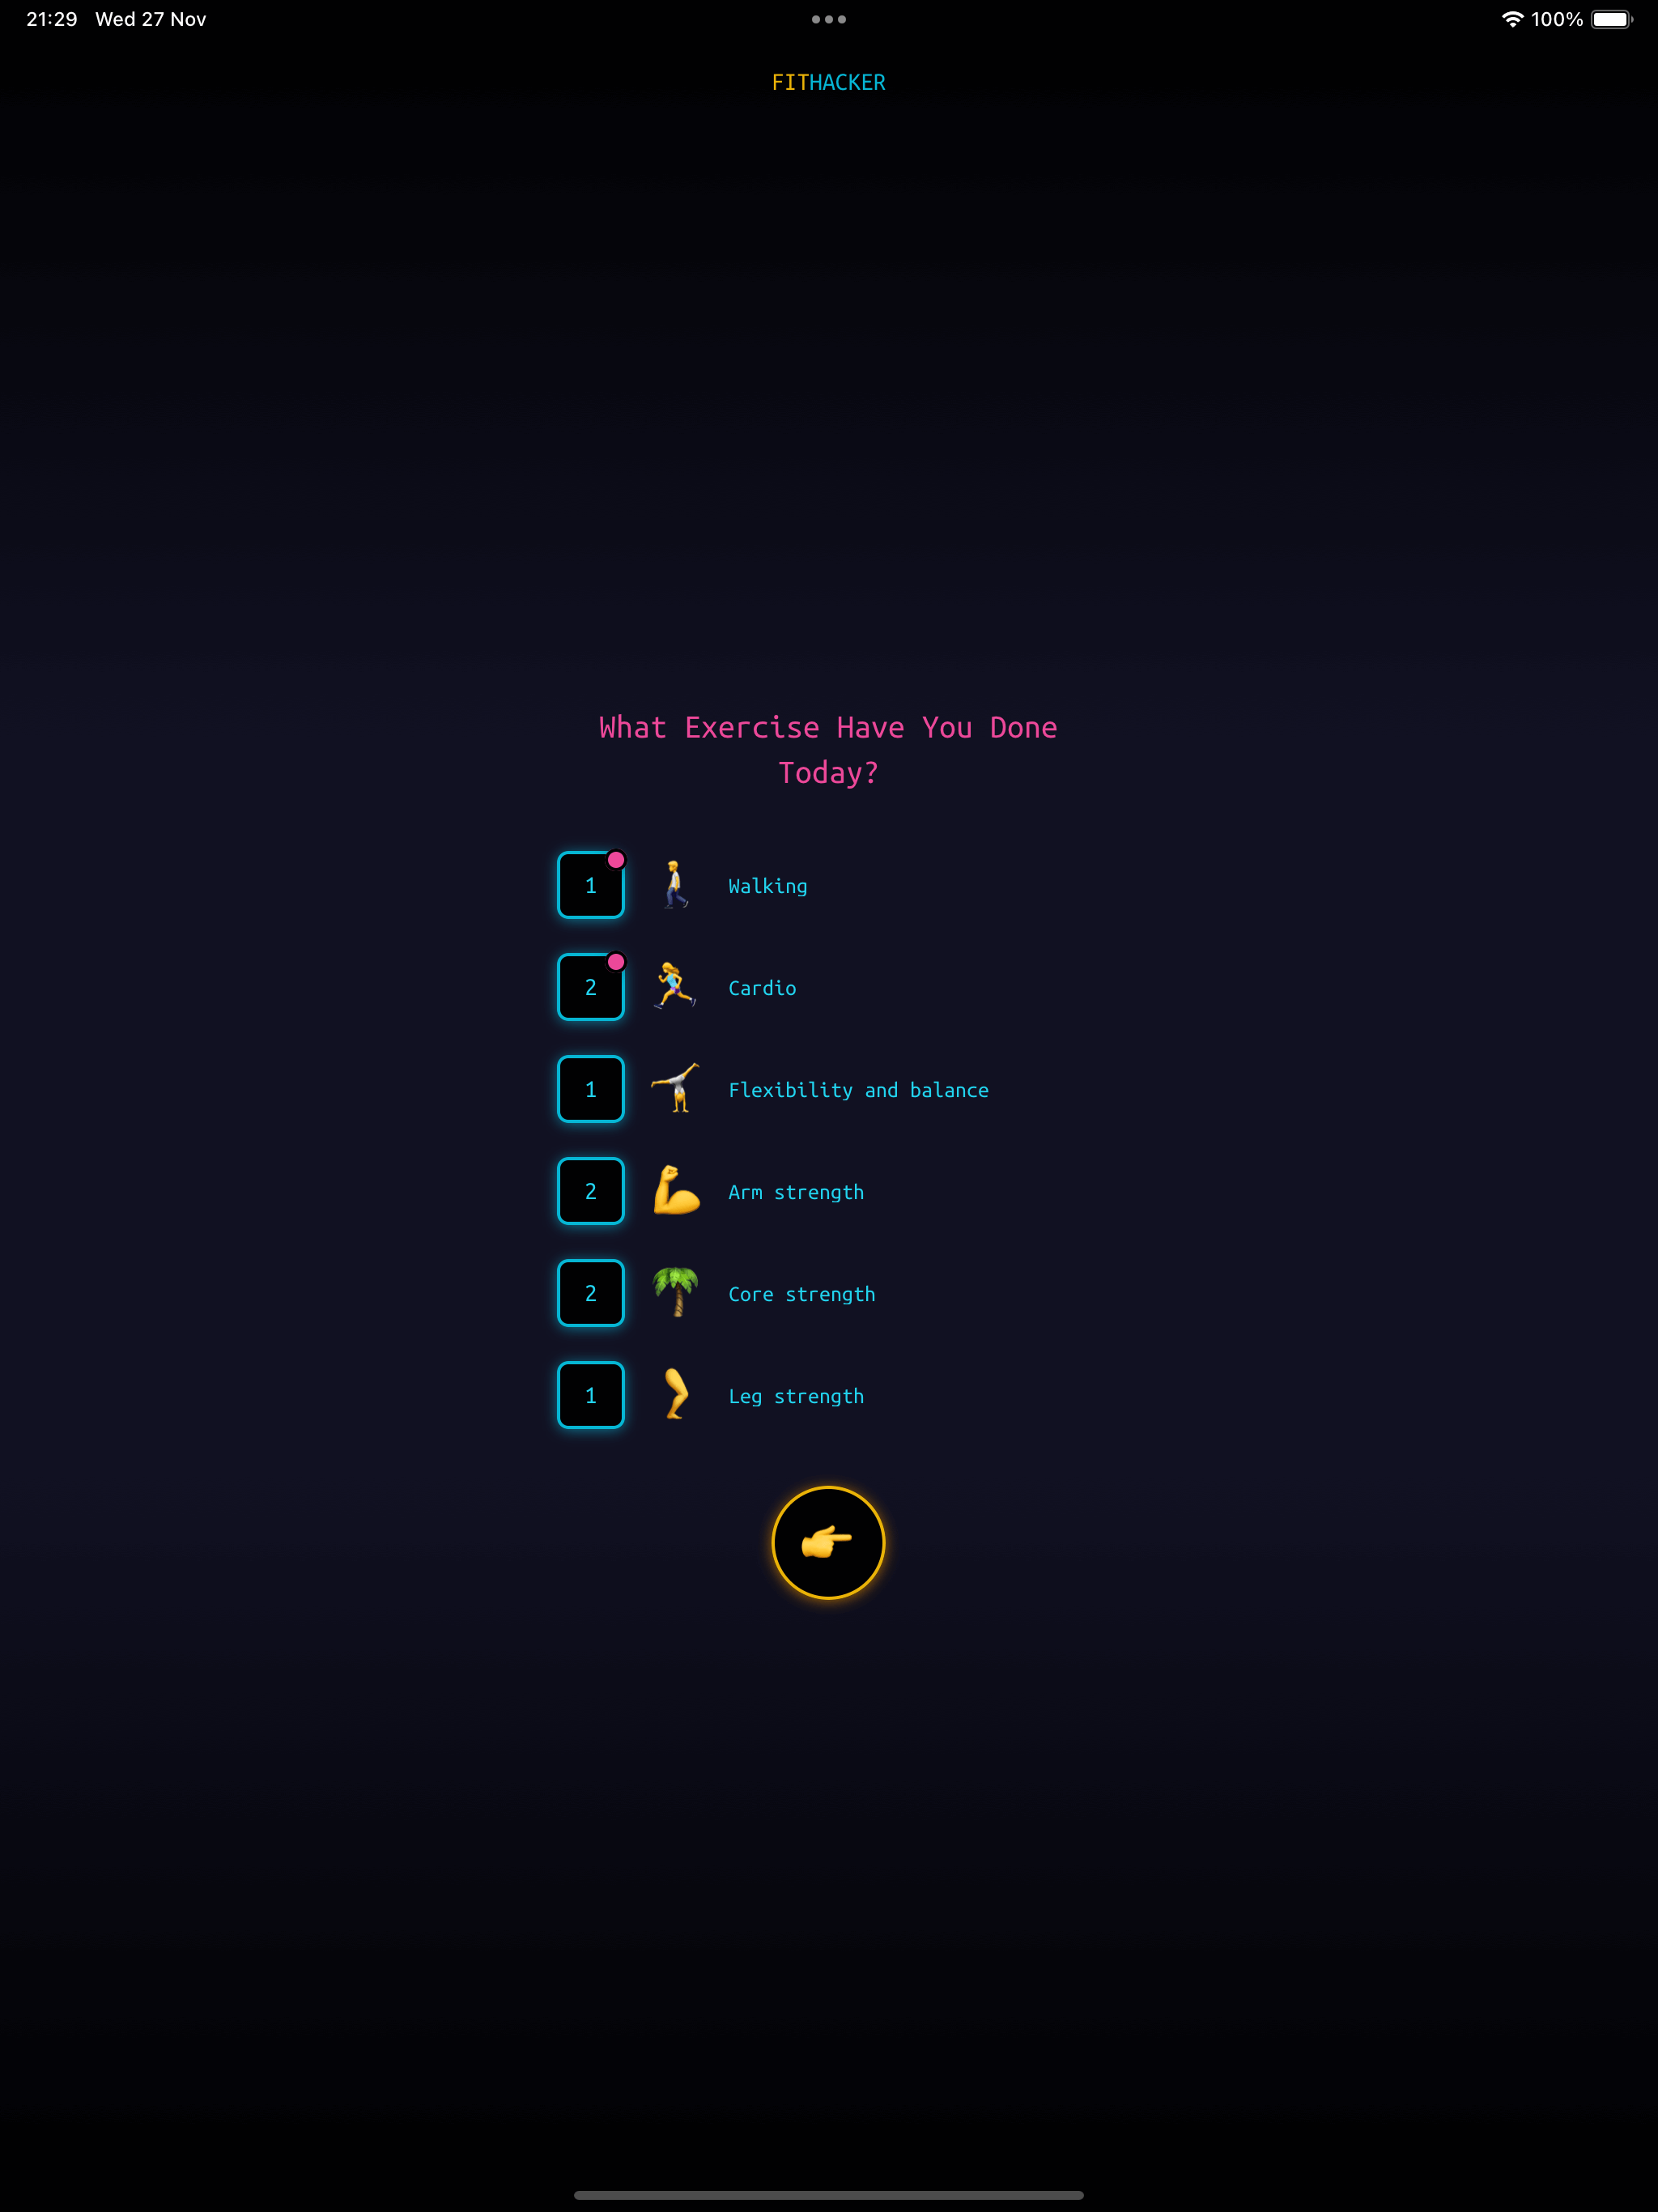 21:29 Wed 27 Nov
100%
FITHACKER
What Exercise Have You Done
Today?
1 Walking
2 Cardio
1 Flexibility and balance
2 Arm strength
2 Core strength
1 Leg strength